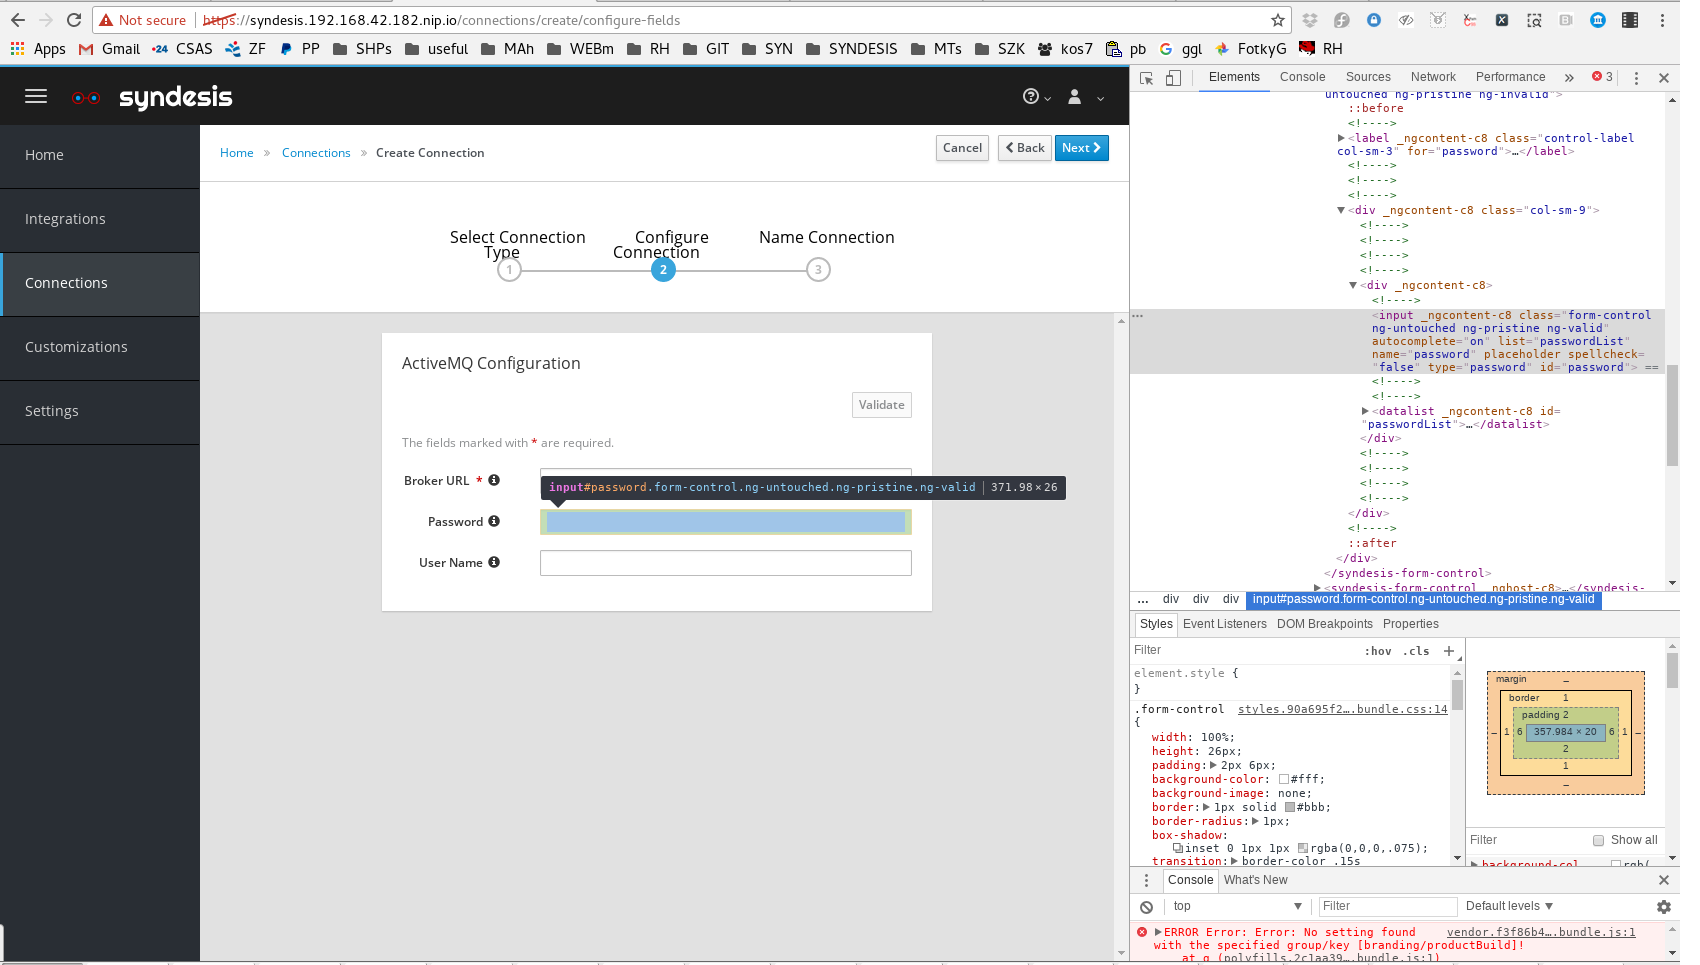 Not secure | https://syndesis.192.168.42.182.nip.io/connections/create/configure-fields
Apps Gmail CSAS ZF PP SHPs useful MAh WEBm RH GIT SYN SYNDESIS MTs SZK kos7 pb ggl FotkyG RH
syndesis
Home
Integrations
Connections
Customizations
Settings
Home » Connections » Create Connection
Cancel Back Next
Select Connection Type
Configure Connection
Name Connection
1 2 3
ActiveMQ Configuration
Validate
The fields marked with * are required.
Broker URL *
input#password.form-control.ng-untouched.ng-pristine.ng-valid | 371.98 × 26
Password
User Name
Elements Console Sources Network Performance » 3
untouched ng-pristine ng-invalid">
::before
<!---->
<label _ngcontent-c8 class="control-label
col-sm-3" for="password">…</label>
<!---->
<!---->
<!---->
<div _ngcontent-c8 class="col-sm-9">
<!---->
<!---->
<!---->
<!---->
<div _ngcontent-c8>
<!---->
<input _ngcontent-c8 class="form-control
ng-untouched ng-pristine ng-valid"
autocomplete="on" list="passwordList"
name="password" placeholder spellcheck=
"false" type="password" id="password"> ==
<!---->
<!---->
<datalist _ngcontent-c8 id=
"passwordList">…</datalist>
</div>
<!---->
<!---->
<!---->
<!---->
</div>
<!---->
::after
</div>
</syndesis-form-control>
<syndesis-form-control _nghost-c8>…</syndesis-
... div div div input#password.form-control.ng-untouched.ng-pristine.ng-valid
Styles Event Listeners DOM Breakpoints Properties
Filter :hov .cls +
element.style {
}
.form-control styles.90a695f2….bundle.css:14
{
width: 100%;
height: 26px;
padding: 2px 6px;
background-color: #fff;
background-image: none;
border: 1px solid #bbb;
border-radius: 1px;
box-shadow:
inset 0 1px 1px rgba(0,0,0,.075);
transition: border-color .15s
margin –
border 1
padding 2
– 1 6 357.984 × 20 6 1 –
2
1
–
Filter Show all
background-col rgb(
Console What's New
top Filter Default levels
ERROR Error: Error: No setting found vendor.f3f86b4….bundle.js:1
with the specified group/key [branding/productBuild]!
at g (polyfills.2c1aa39….bundle.js:1)